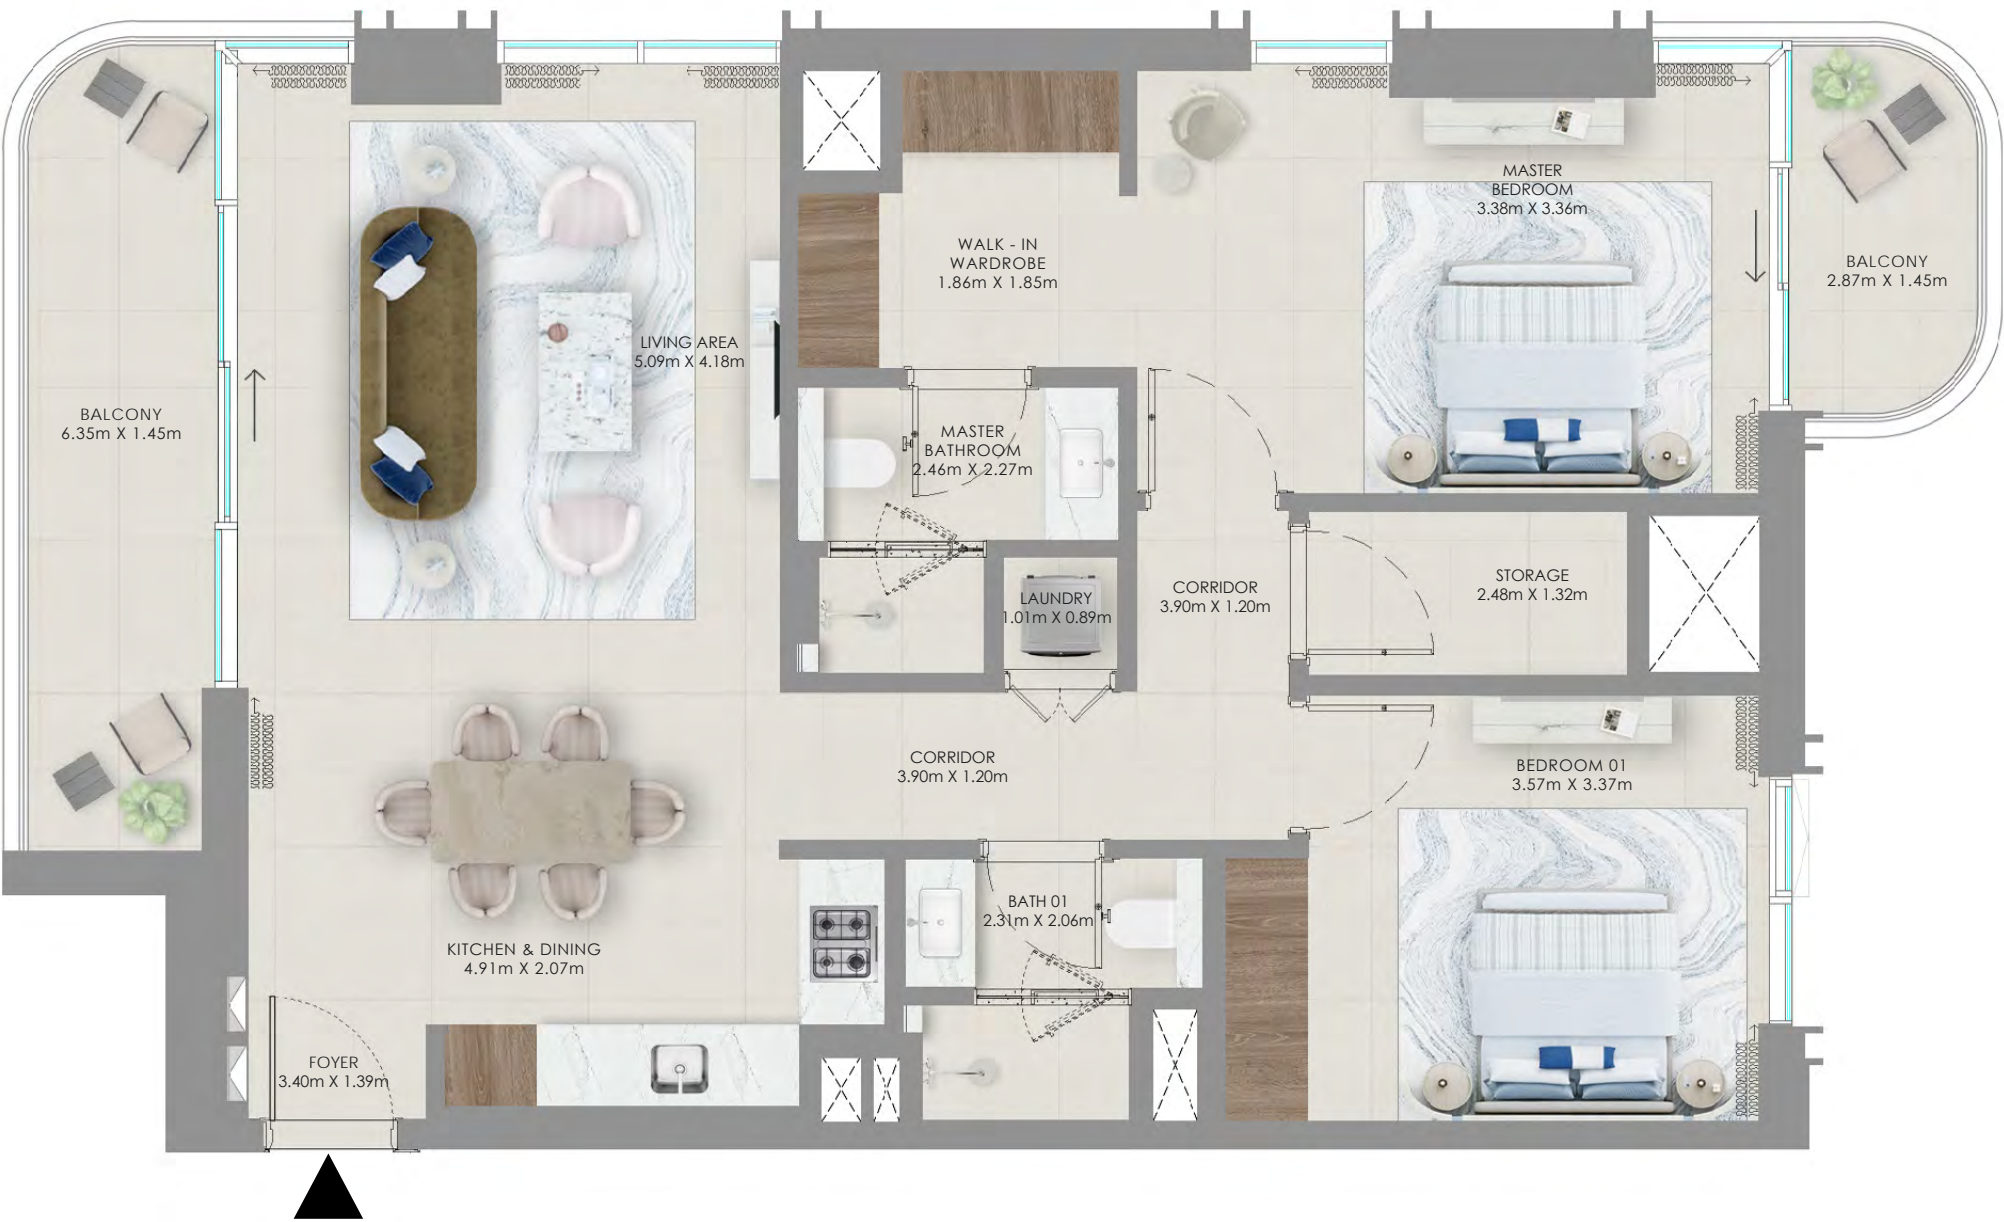 MASTER
BEDROOM
3.38m X 3.36m
WALK - IN
WARDROBE
1.86m X 1.85m
BALCONY
2.87m X 1.45m
LIVING AREA
5.09m X 4.18m
BALCONY
6.35m X 1.45m
MASTER
BATHROOM
2.46m X 2.27m
LAUNDRY
1.01m X 0.89m
CORRIDOR
3.90m X 1.20m
STORAGE
2.48m X 1.32m
CORRIDOR
3.90m X 1.20m
BEDROOM 01
3.57m X 3.37m
BATH 01
2.31m X 2.06m
KITCHEN & DINING
4.91m X 2.07m
FOYER
3.40m X 1.39m